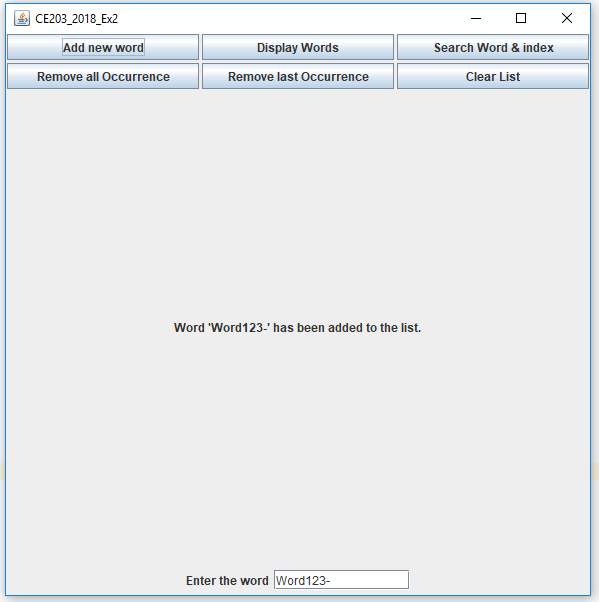 CE203_2018_Ex2
Add new word Display Words Search Word & index
Remove all Occurrence Remove last Occurrence Clear List
Word 'Word123-' has been added to the list.
Enter the word Word123-